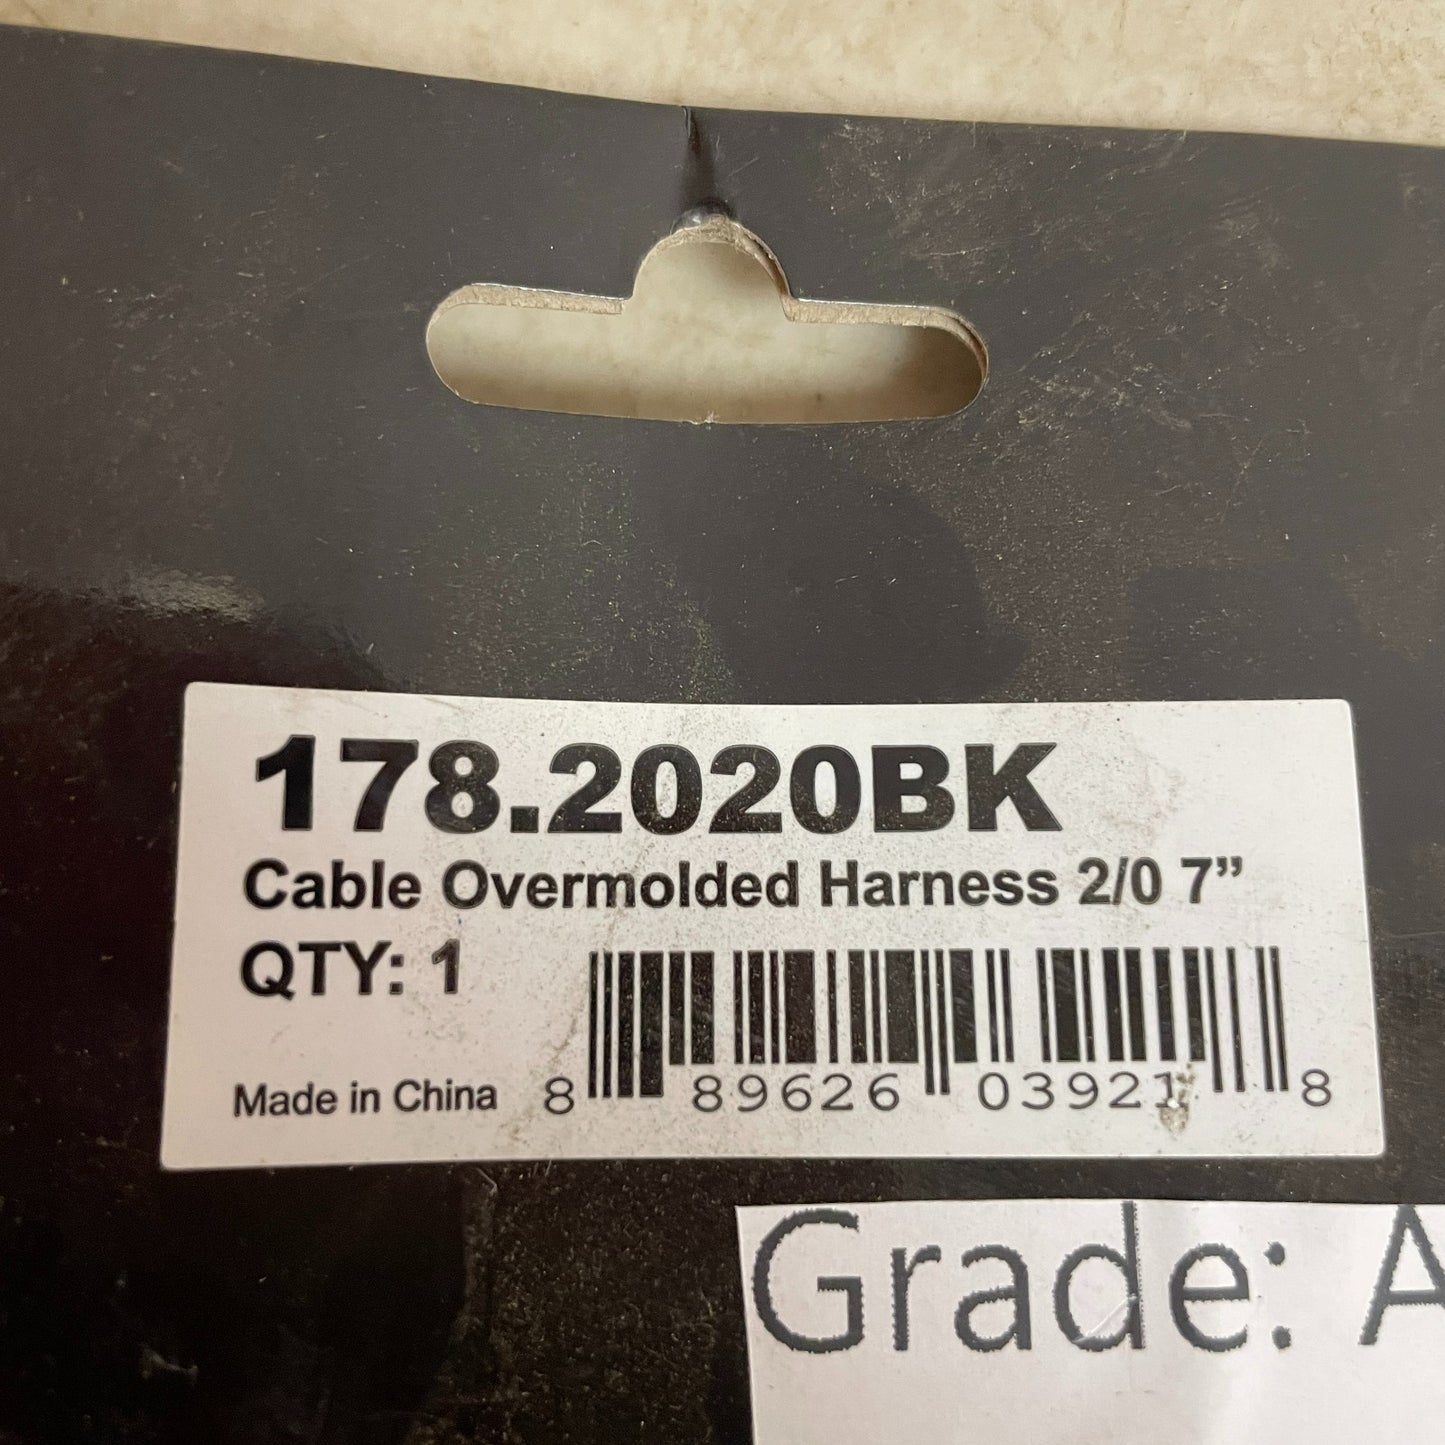 178.2020BK
Cable Overmolded Harness 2/0 7”
QTY: 1
Made in China
8 89626 03921 8
Grade: A